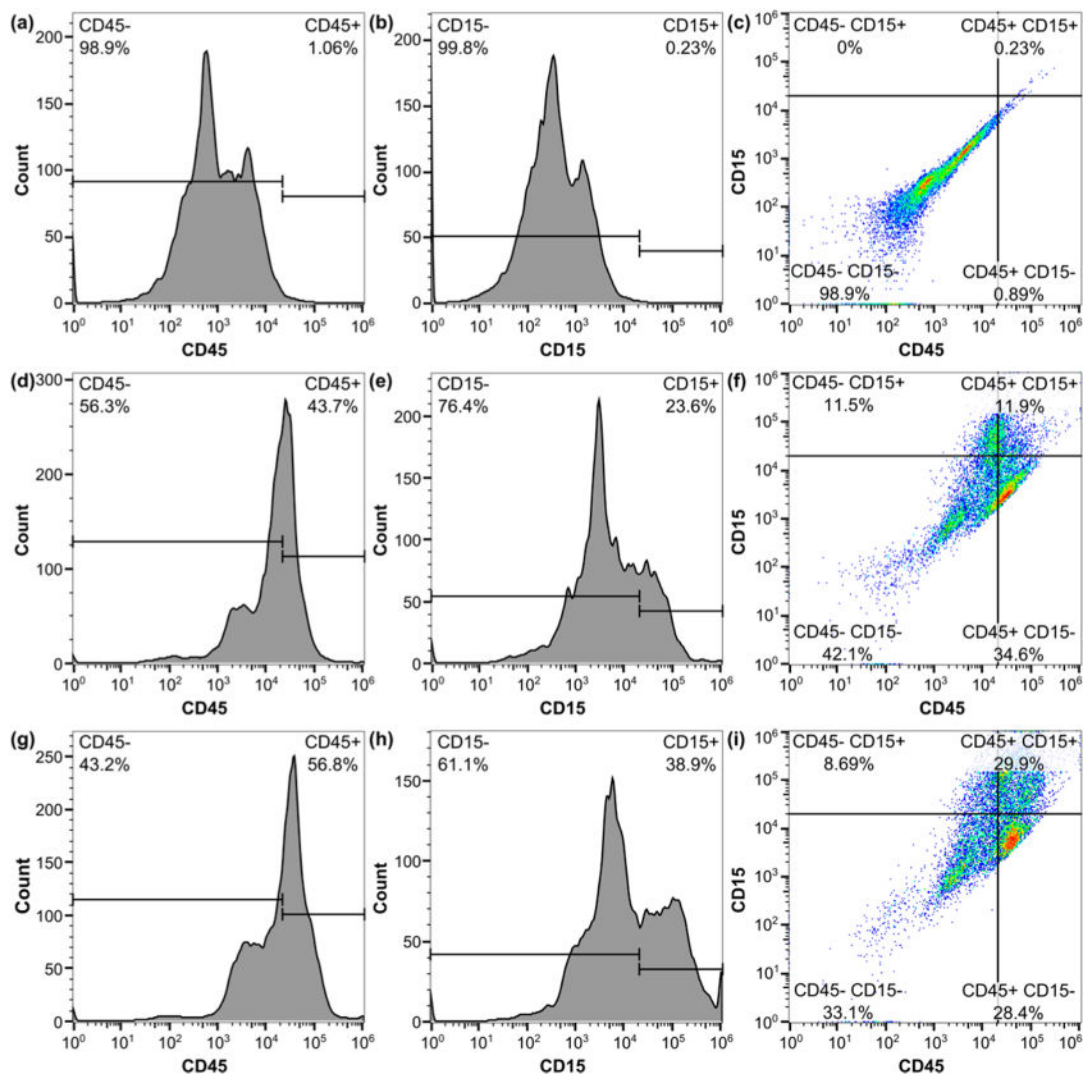 (a)
CD45-
98.9%
CD45+
1.06%
200
150
100
50
0
Count
10⁰ 10¹ 10² 10³ 10⁴ 10⁵ 10⁶
CD45
(b)
CD15-
99.8%
CD15+
0.23%
200
150
100
50
0
Count
10⁰ 10¹ 10² 10³ 10⁴ 10⁵ 10⁶
CD15
(c)
CD45- CD15+
0%
CD45+ CD15+
0.23%
10⁶
10⁵
10⁴
10³
10²
10¹
10⁰
CD15
CD45- CD15-
98.9%
CD45+ CD15-
0.89%
10⁰ 10¹ 10² 10³ 10⁴ 10⁵ 10⁶
CD45
(d)
CD45-
56.3%
CD45+
43.7%
300
200
100
0
Count
10⁰ 10¹ 10² 10³ 10⁴ 10⁵ 10⁶
CD45
(e)
CD15-
76.4%
CD15+
23.6%
200
150
100
50
0
Count
10⁰ 10¹ 10² 10³ 10⁴ 10⁵ 10⁶
CD15
(f)
CD45- CD15+
11.5%
CD45+ CD15+
11.9%
10⁶
10⁵
10⁴
10³
10²
10¹
10⁰
CD15
CD45- CD15-
42.1%
CD45+ CD15-
34.6%
10⁰ 10¹ 10² 10³ 10⁴ 10⁵ 10⁶
CD45
(g)
CD45-
43.2%
CD45+
56.8%
250
200
150
100
50
0
Count
10⁰ 10¹ 10² 10³ 10⁴ 10⁵ 10⁶
CD45
(h)
CD15-
61.1%
CD15+
38.9%
150
100
50
0
Count
10⁰ 10¹ 10² 10³ 10⁴ 10⁵ 10⁶
CD15
(i)
CD45- CD15+
8.69%
CD45+ CD15+
29.9%
10⁶
10⁵
10⁴
10³
10²
10¹
10⁰
CD15
CD45- CD15-
33.1%
CD45+ CD15-
28.4%
10⁰ 10¹ 10² 10³ 10⁴ 10⁵ 10⁶
CD45